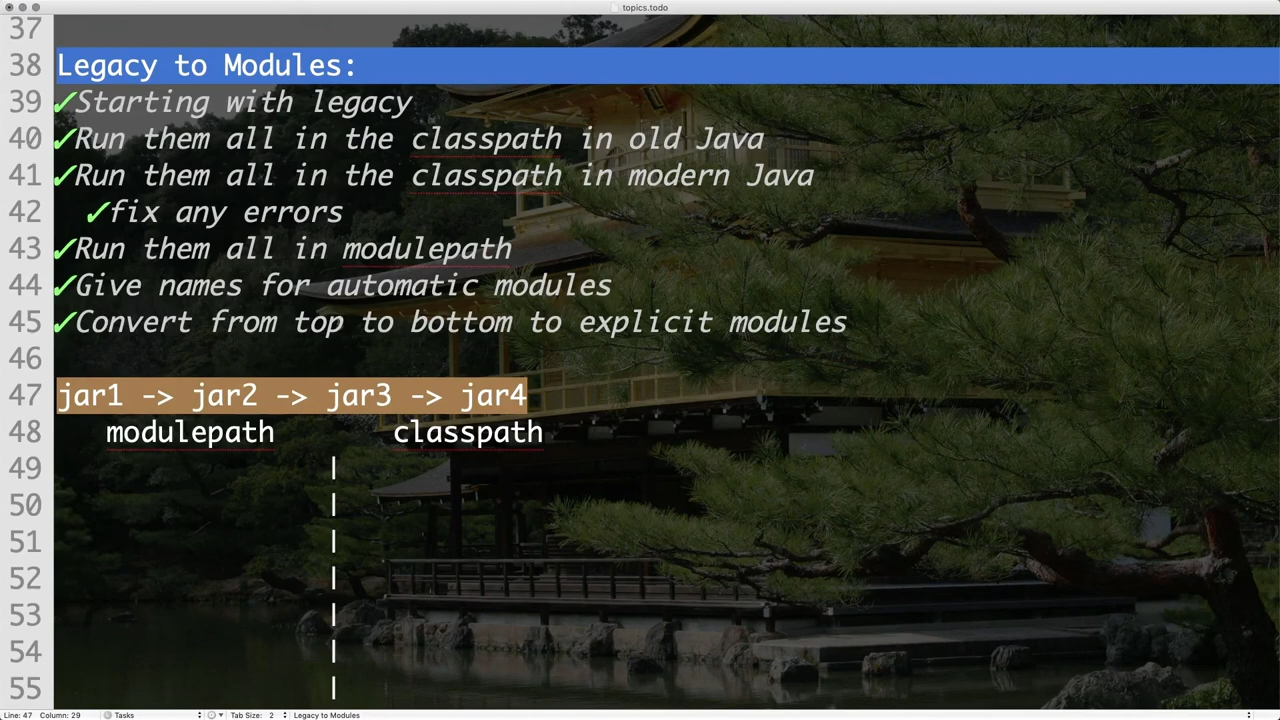 topics.todo
37
38 Legacy to Modules:
39 ✓Starting with legacy
40 ✓Run them all in the classpath in old Java
41 ✓Run them all in the classpath in modern Java
42 ✓fix any errors
43 ✓Run them all in modulepath
44 ✓Give names for automatic modules
45 ✓Convert from top to bottom to explicit modules
46
47 jar1 -> jar2 -> jar3 -> jar4
48 modulepath classpath
49 |
50 |
51 |
52 |
53 |
54 |
55 |
Line: 47 Column: 29 Tasks Tab Size: 2 Legacy to Modules